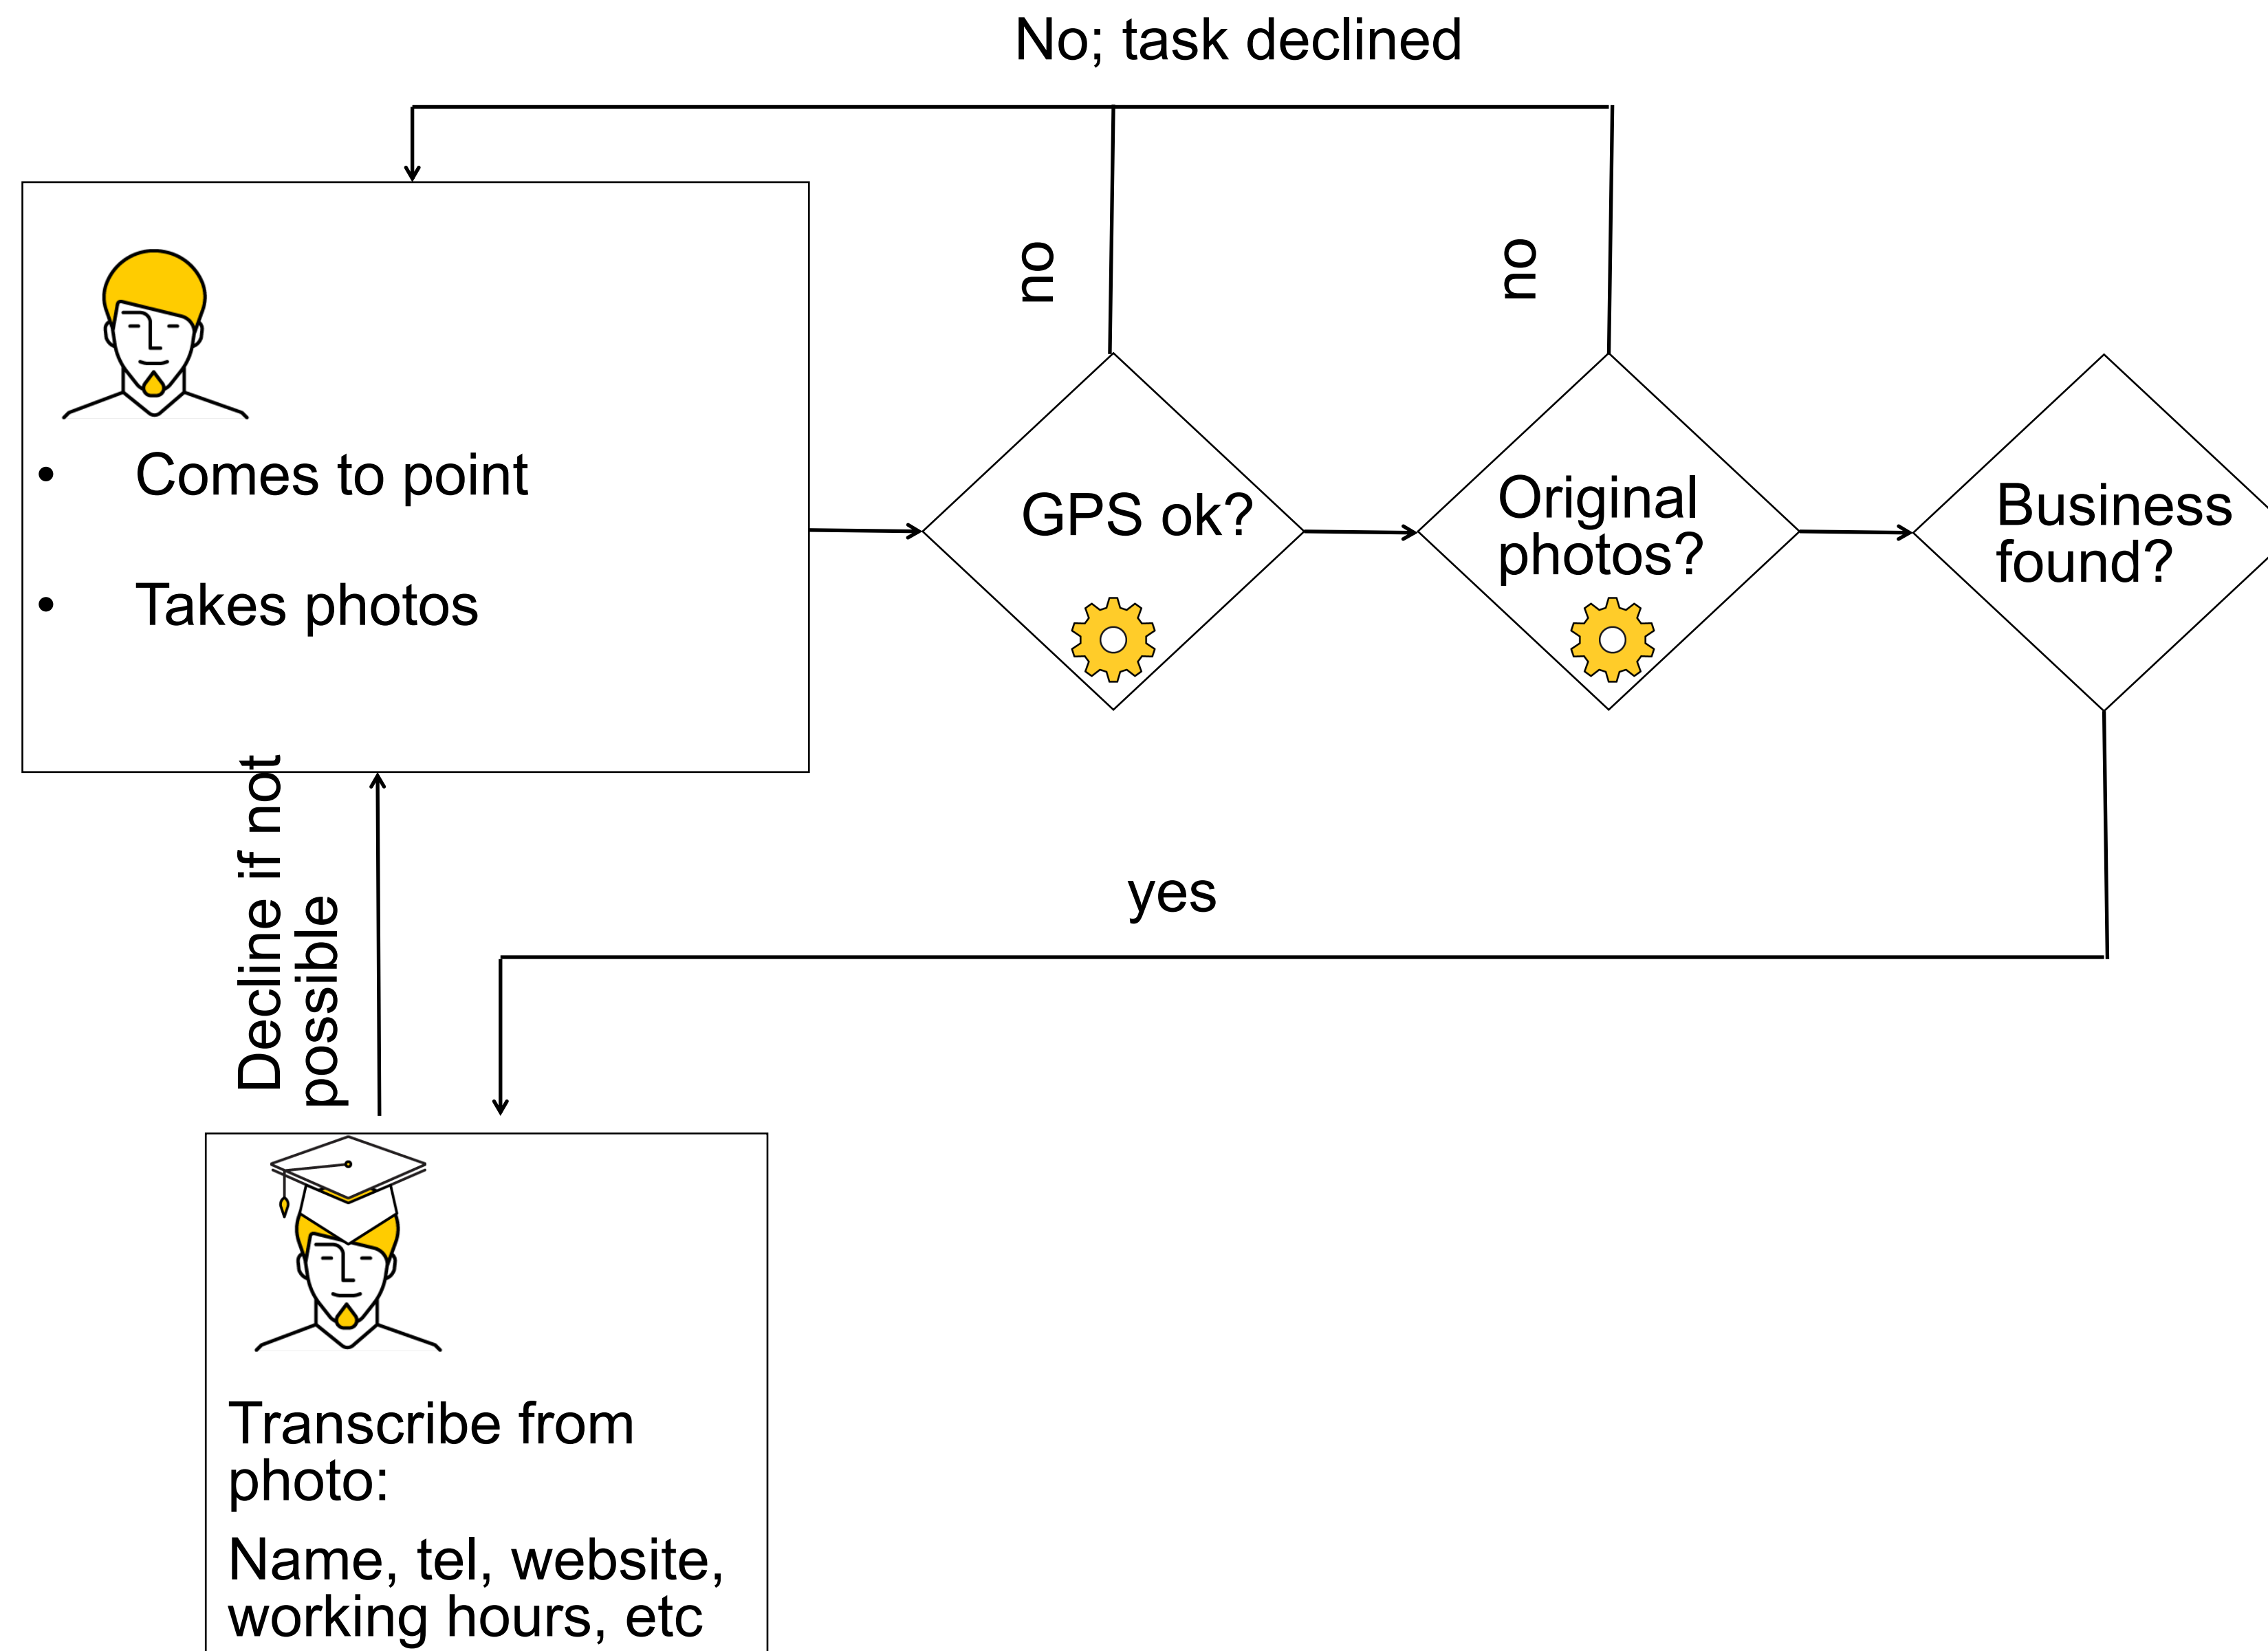 No; task declined
no
no
• Comes to point
• Takes photos
GPS ok?
Original
photos?
Business
found?
Decline if not
possible
yes
Transcribe from
photo:
Name, tel, website,
working hours, etc